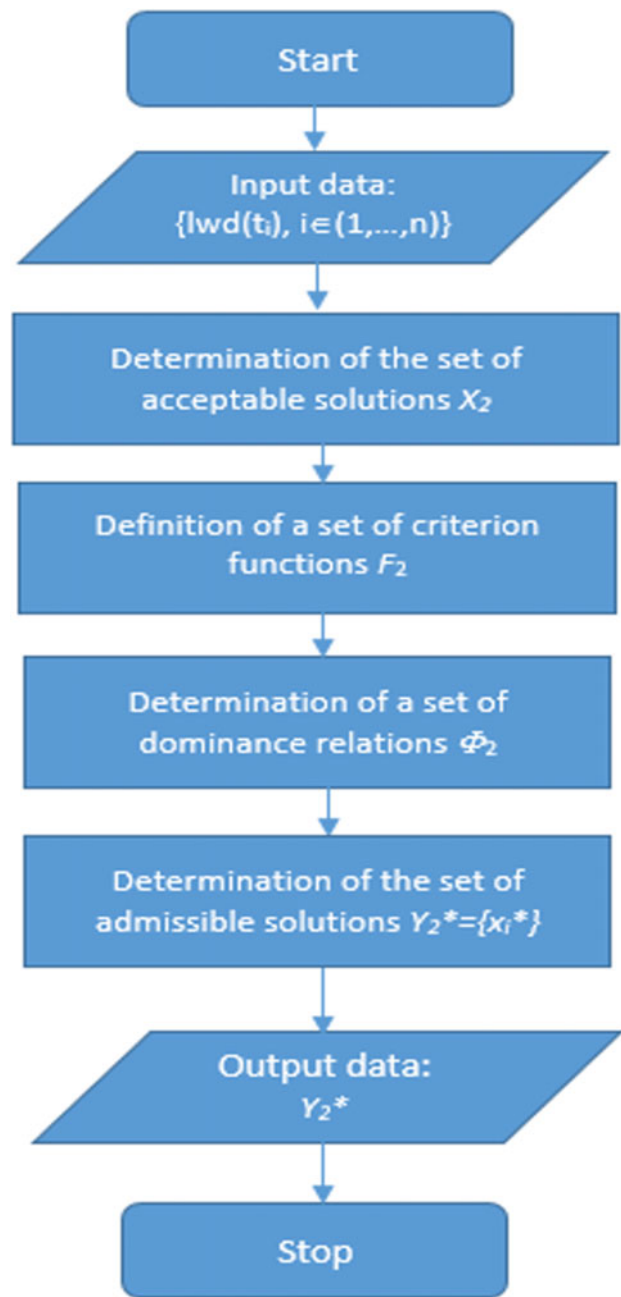 Start
Input data:
{lwd(tᵢ), i∈(1,...,n)}
Determination of the set of
acceptable solutions X₂
Definition of a set of criterion
functions F₂
Determination of a set of
dominance relations Φ₂
Determination of the set of
admissible solutions Y₂*={xᵢ*}
Output data:
Y₂*
Stop